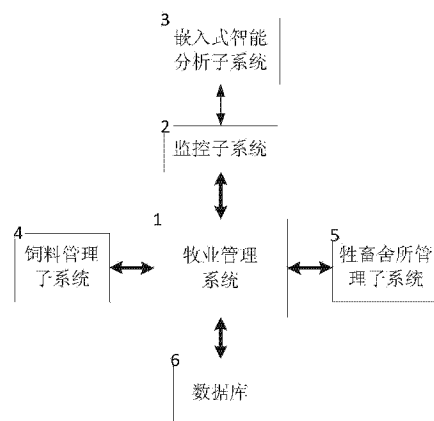 3
嵌入式智能
分析子系统
2
监控子系统
1
牧业管理
系统
4
饲料管理
子系统
5
牲畜舍所管
理子系统
6
数据库